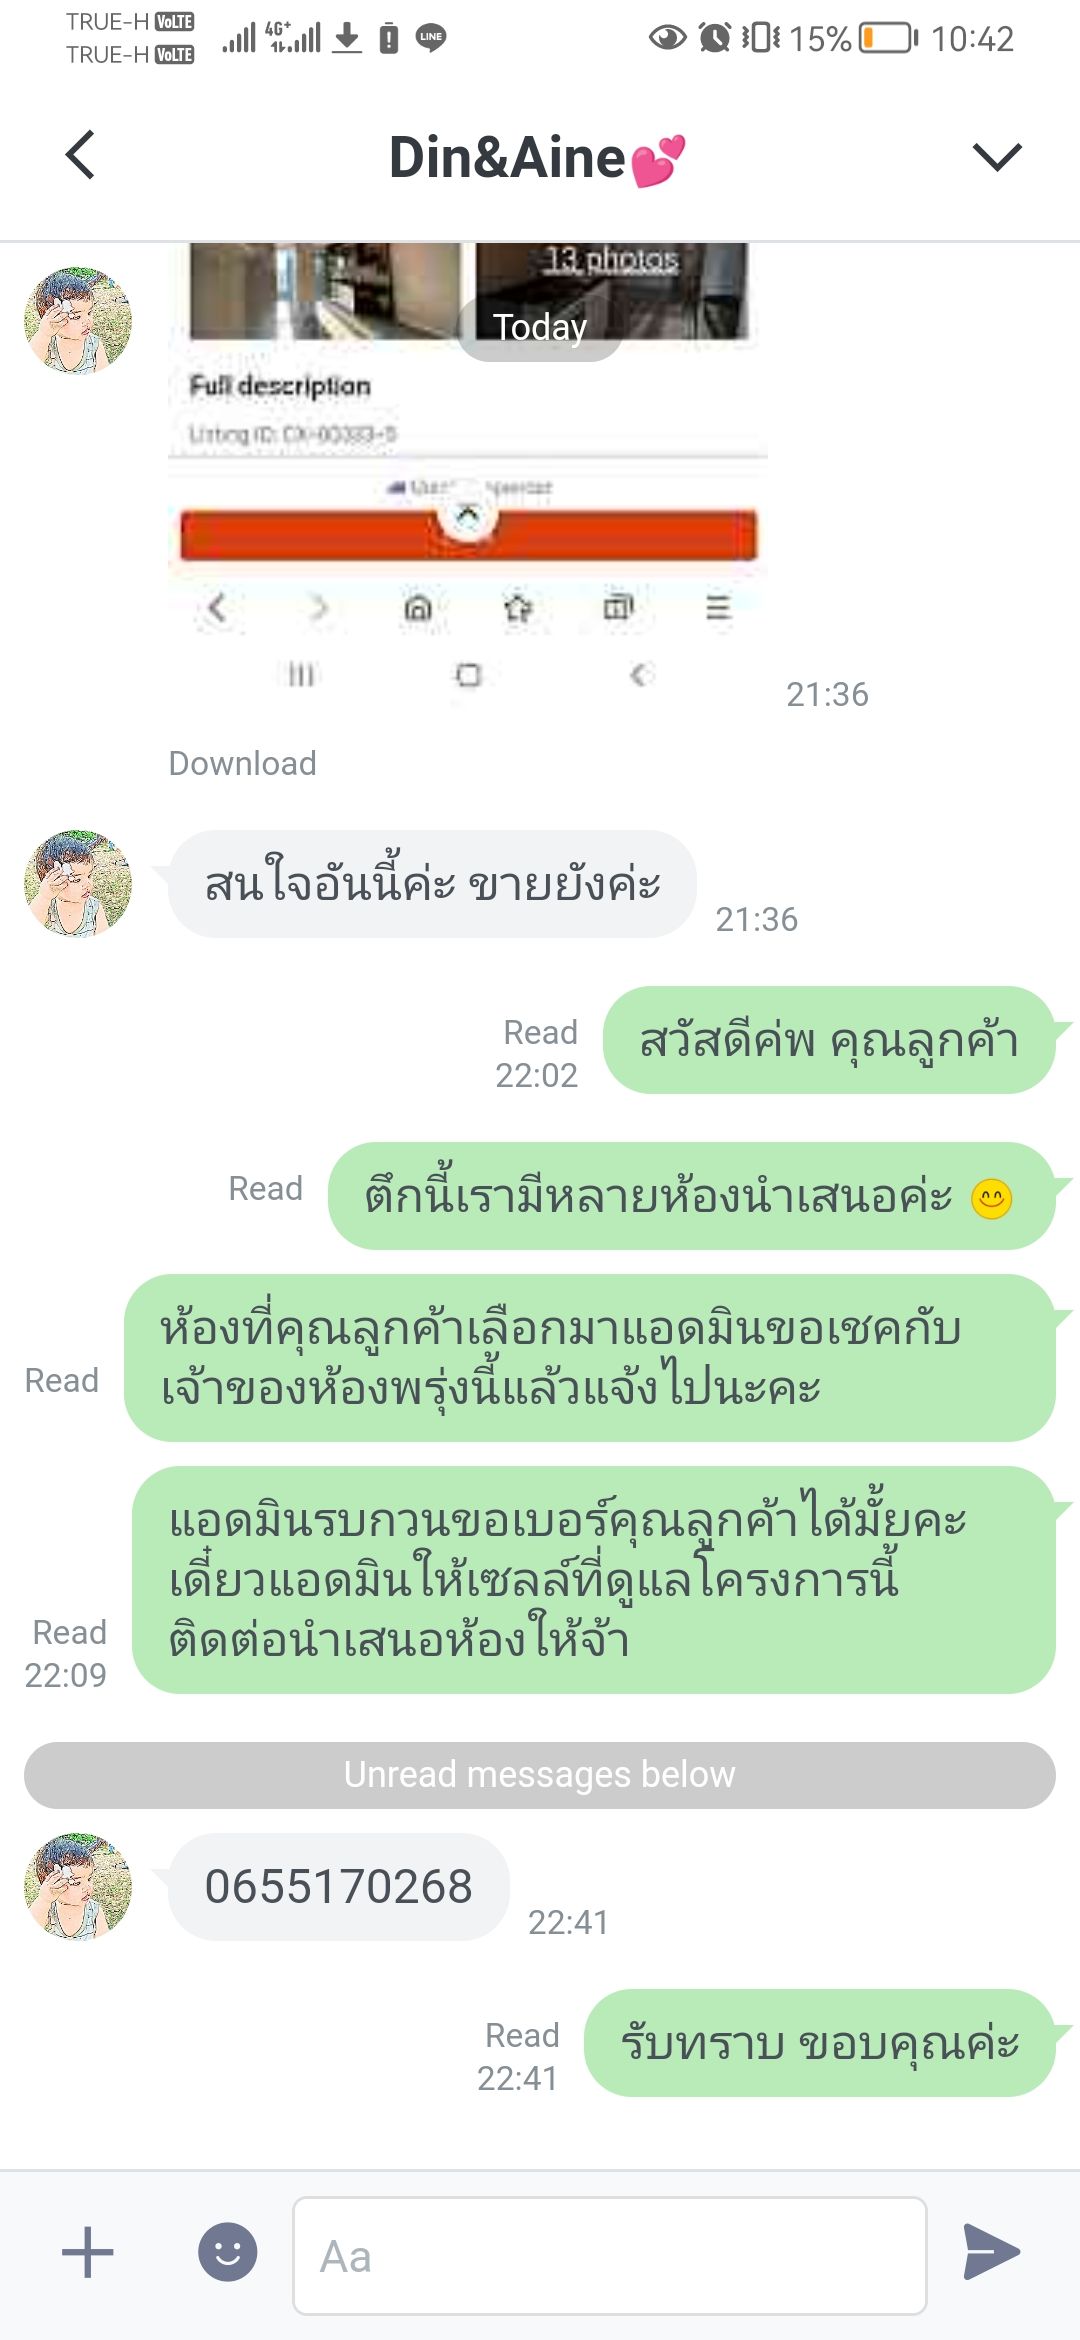 TRUE-H VoLTE
TRUE-H VoLTE
4G+
LINE
15%
10:42
Din&Aine💕
13 photos
Today
Full description
Listing ID:
21:36
Download
สนใจอันนี้ค่ะ ขายยังค่ะ
21:36
Read
22:02
สวัสดีค่พ คุณลูกค้า
Read
ตึกนี้เรามีหลายห้องนำเสนอค่ะ 😊
ห้องที่คุณลูกค้าเลือกมาแอดมินขอเชคกับ
เจ้าของห้องพรุ่งนี้แล้วแจ้งไปนะคะ
Read
แอดมินรบกวนขอเบอร์คุณลูกค้าได้มั้ยคะ
เดี๋ยวแอดมินให้เซลล์ที่ดูแลโครงการนี้
ติดต่อนำเสนอห้องให้จ้า
Read
22:09
Unread messages below
0655170268
22:41
Read
22:41
รับทราบ ขอบคุณค่ะ
Aa